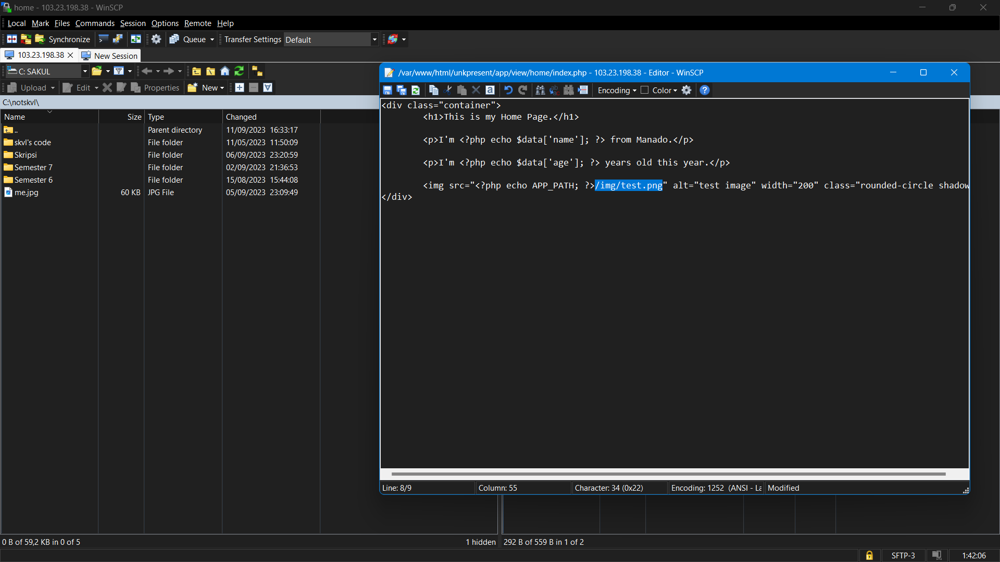 home - 103.23.198.38 - WinSCP
Local Mark Files Commands Session Options Remote Help
Synchronize Queue Transfer Settings Default
103.23.198.38 New Session
C: SAKUL
Upload Edit Properties New
C:\notskvl\
Name Size Type Changed
.. Parent directory 11/09/2023 16:33:17
skvl's code File folder 11/05/2023 11:50:09
Skripsi File folder 06/09/2023 23:20:59
Semester 7 File folder 02/09/2023 21:36:53
Semester 6 File folder 15/08/2023 15:44:08
me.jpg 60 KB JPG File 05/09/2023 23:09:49
/var/www/html/unkpresent/app/view/home/index.php - 103.23.198.38 - Editor - WinSCP
Encoding Color
<div class="container">
<h1>This is my Home Page.</h1>
<p>I'm <?php echo $data['name']; ?> from Manado.</p>
<p>I'm <?php echo $data['age']; ?> years old this year.</p>
<img src="<?php echo APP_PATH; ?>/img/test.png" alt="test image" width="200" class="rounded-circle shadow
</div>
Line: 8/9 Column: 55 Character: 34 (0x22) Encoding: 1252 (ANSI - La Modified
0 B of 59,2 KB in 0 of 5 1 hidden 292 B of 559 B in 1 of 2
SFTP-3 1:42:06